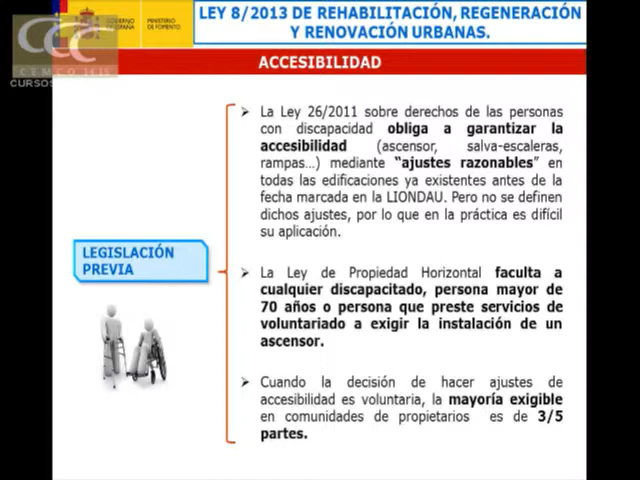 LEY 8/2013 DE REHABILITACIÓN, REGENERACIÓN
Y RENOVACIÓN URBANAS.
GOBIERNO
DE ESPAÑA
MINISTERIO
DE FOMENTO
CCC
CEMCO
CURSOS
ACCESIBILIDAD
La Ley 26/2011 sobre derechos de las personas
con discapacidad obliga a garantizar la
accesibilidad (ascensor, salva-escaleras,
rampas...) mediante "ajustes razonables" en
todas las edificaciones ya existentes antes de la
fecha marcada en la LIONDAU. Pero no se definen
dichos ajustes, por lo que en la práctica es difícil
su aplicación.
LEGISLACIÓN
PREVIA
La Ley de Propiedad Horizontal faculta a
cualquier discapacitado, persona mayor de
70 años o persona que preste servicios de
voluntariado a exigir la instalación de un
ascensor.
Cuando la decisión de hacer ajustes de
accesibilidad es voluntaria, la mayoría exigible
en comunidades de propietarios es de 3/5
partes.